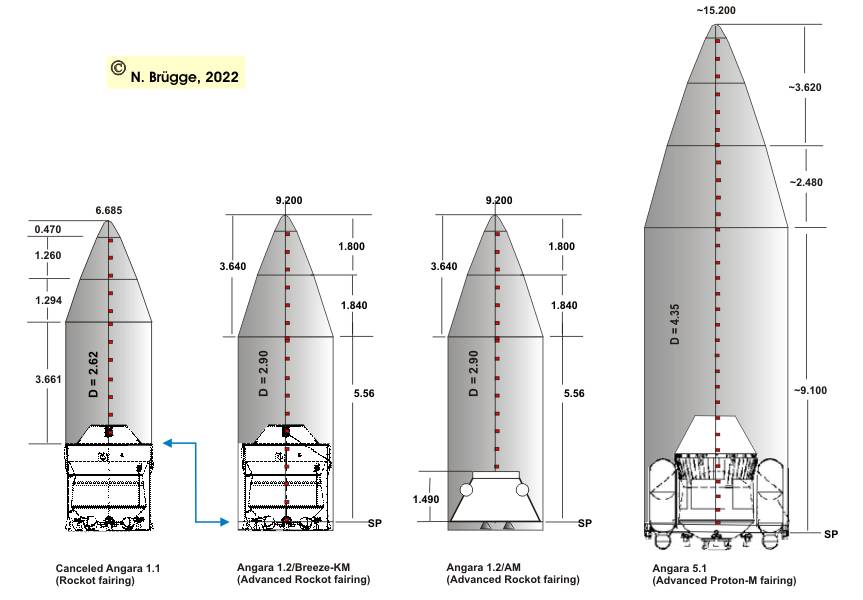 ©
N. Brügge, 2022
6.685
0.470
1.260
1.294
3.661
D = 2.62
9.200
3.640
1.800
1.840
D = 2.90
5.56
SP
9.200
3.640
1.800
1.840
D = 2.90
5.56
1.490
SP
~15.200
~3.620
~2.480
D = 4.35
~9.100
SP
Canceled Angara 1.1
(Rockot fairing)
Angara 1.2/Breeze-KM
(Advanced Rockot fairing)
Angara 1.2/AM
(Advanced Rockot fairing)
Angara 5.1
(Advanced Proton-M fairing)